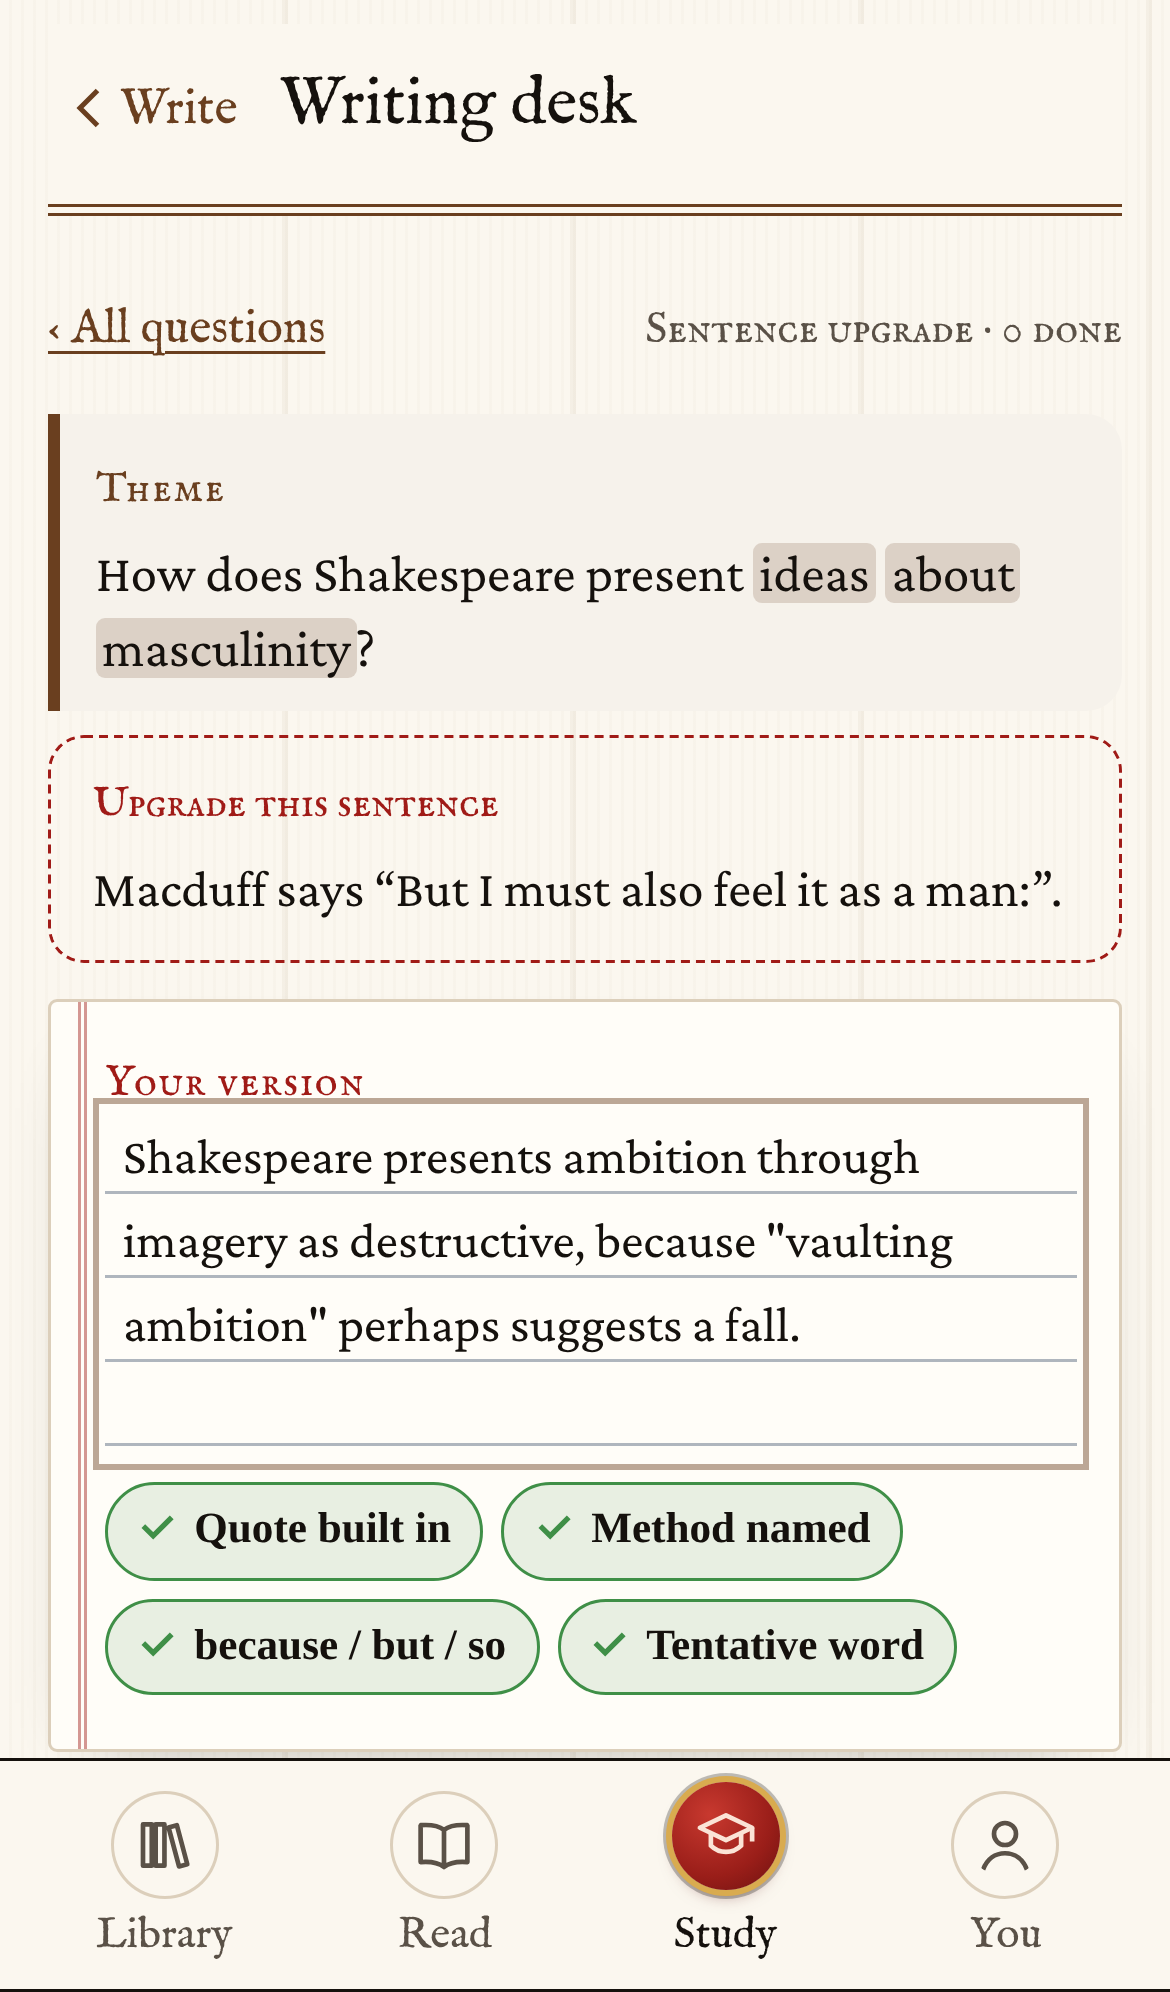 Write Writing desk
‹ All questions
Sentence upgrade · 0 done
Theme
How does Shakespeare present ideas about
masculinity?
Upgrade this sentence
Macduff says “But I must also feel it as a man:”.
Your version
Shakespeare presents ambition through
imagery as destructive, because "vaulting
ambition" perhaps suggests a fall.
Quote built in
Method named
because / but / so
Tentative word
Library
Read
Study
You